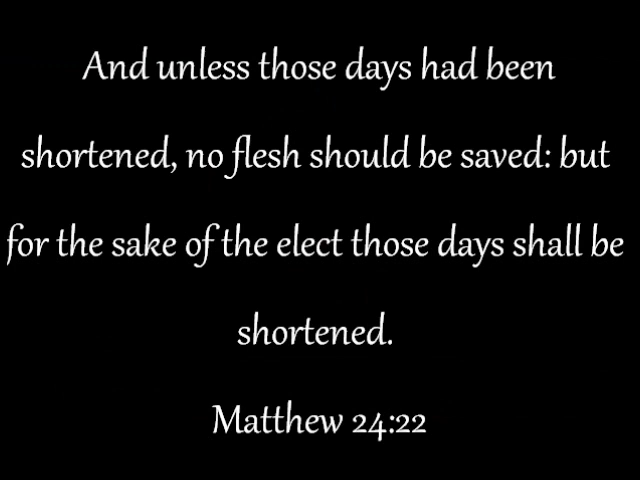 And unless those days had been
shortened, no flesh should be saved: but
for the sake of the elect those days shall be
shortened.
Matthew 24:22